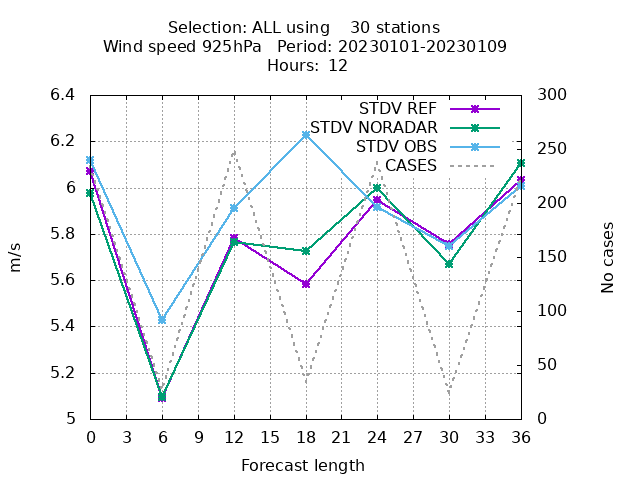 Selection: ALL using    30 stations
Wind speed 925hPa   Period: 20230101-20230109
Hours: 12
STDV REF
STDV NORADAR
STDV OBS
CASES
6.4
6.2
6
5.8
5.6
5.4
5.2
5
m/s
300
250
200
150
100
50
0
No cases
0 3 6 9 12 15 18 21 24 27 30 33 36
Forecast length